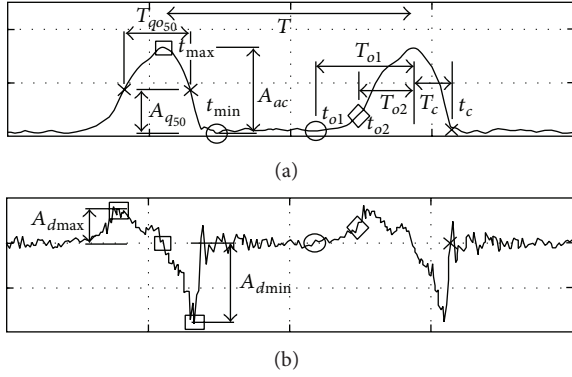 T_{qo_{50}}
T
t_{max}
T_{o1}
A_{ac}
t_{min}
A_{q_{50}}
t_{o1}
T_{o2}
T_c
t_c
t_{o2}
(a)
A_{dmax}
A_{dmin}
(b)